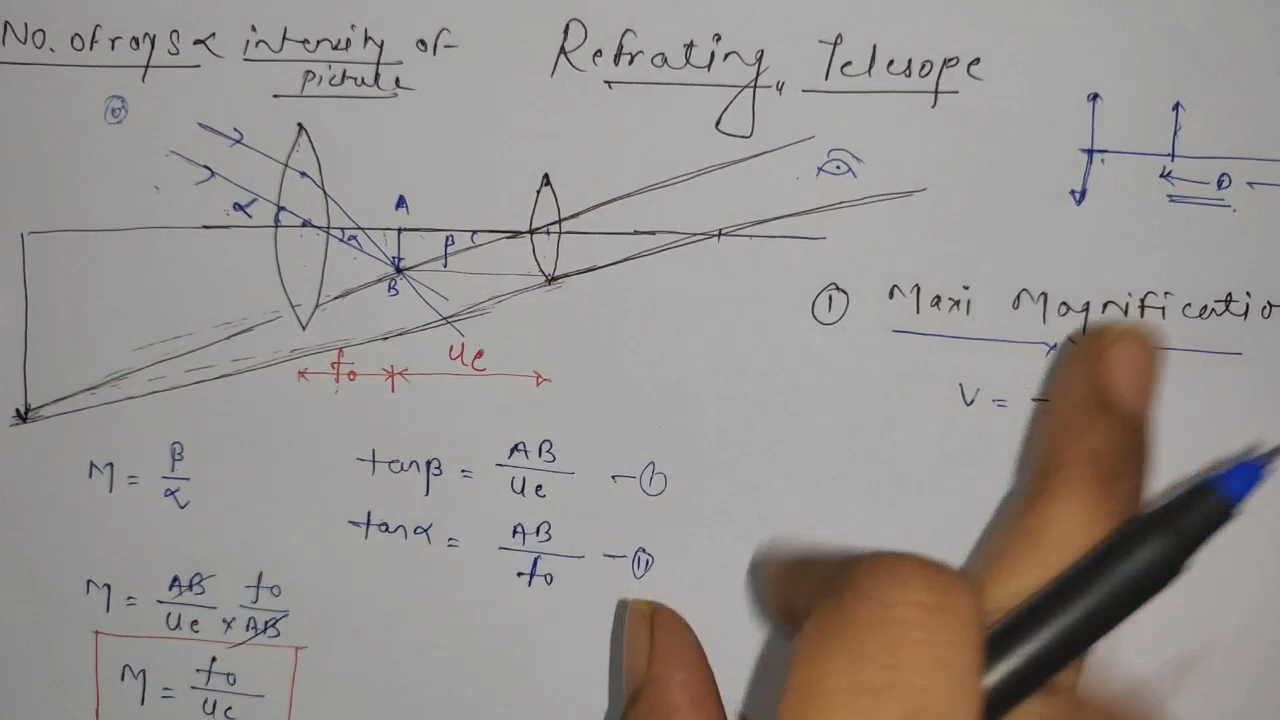 No. of rays ∝ intensity of
picture
Refrating Telesope
α
α
A
β
B
D
fo
ue
① Maxi Magnificatio
V = -
M = β/α
tanβ = AB/ue - ①
tanα = AB/fo - ⑪
M = AB/ue × fo/AB
M = fo/ue